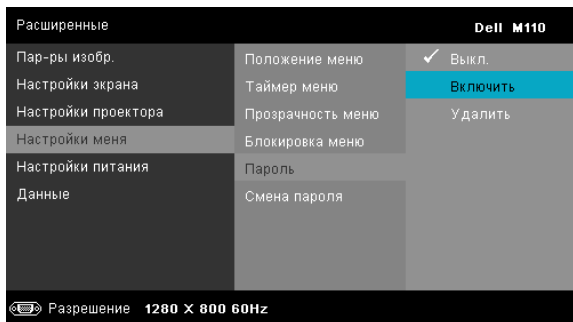 Расширенные Dell M110
Пар-ры изобр.
Настройки экрана
Настройки проектора
Настройки меня
Настройки питания
Данные
Положение меню
Таймер меню
Прозрачность меню
Блокировка меню
Пароль
Смена пароля
Выкл.
Включить
Удалить
Разрешение 1280 X 800 60Hz